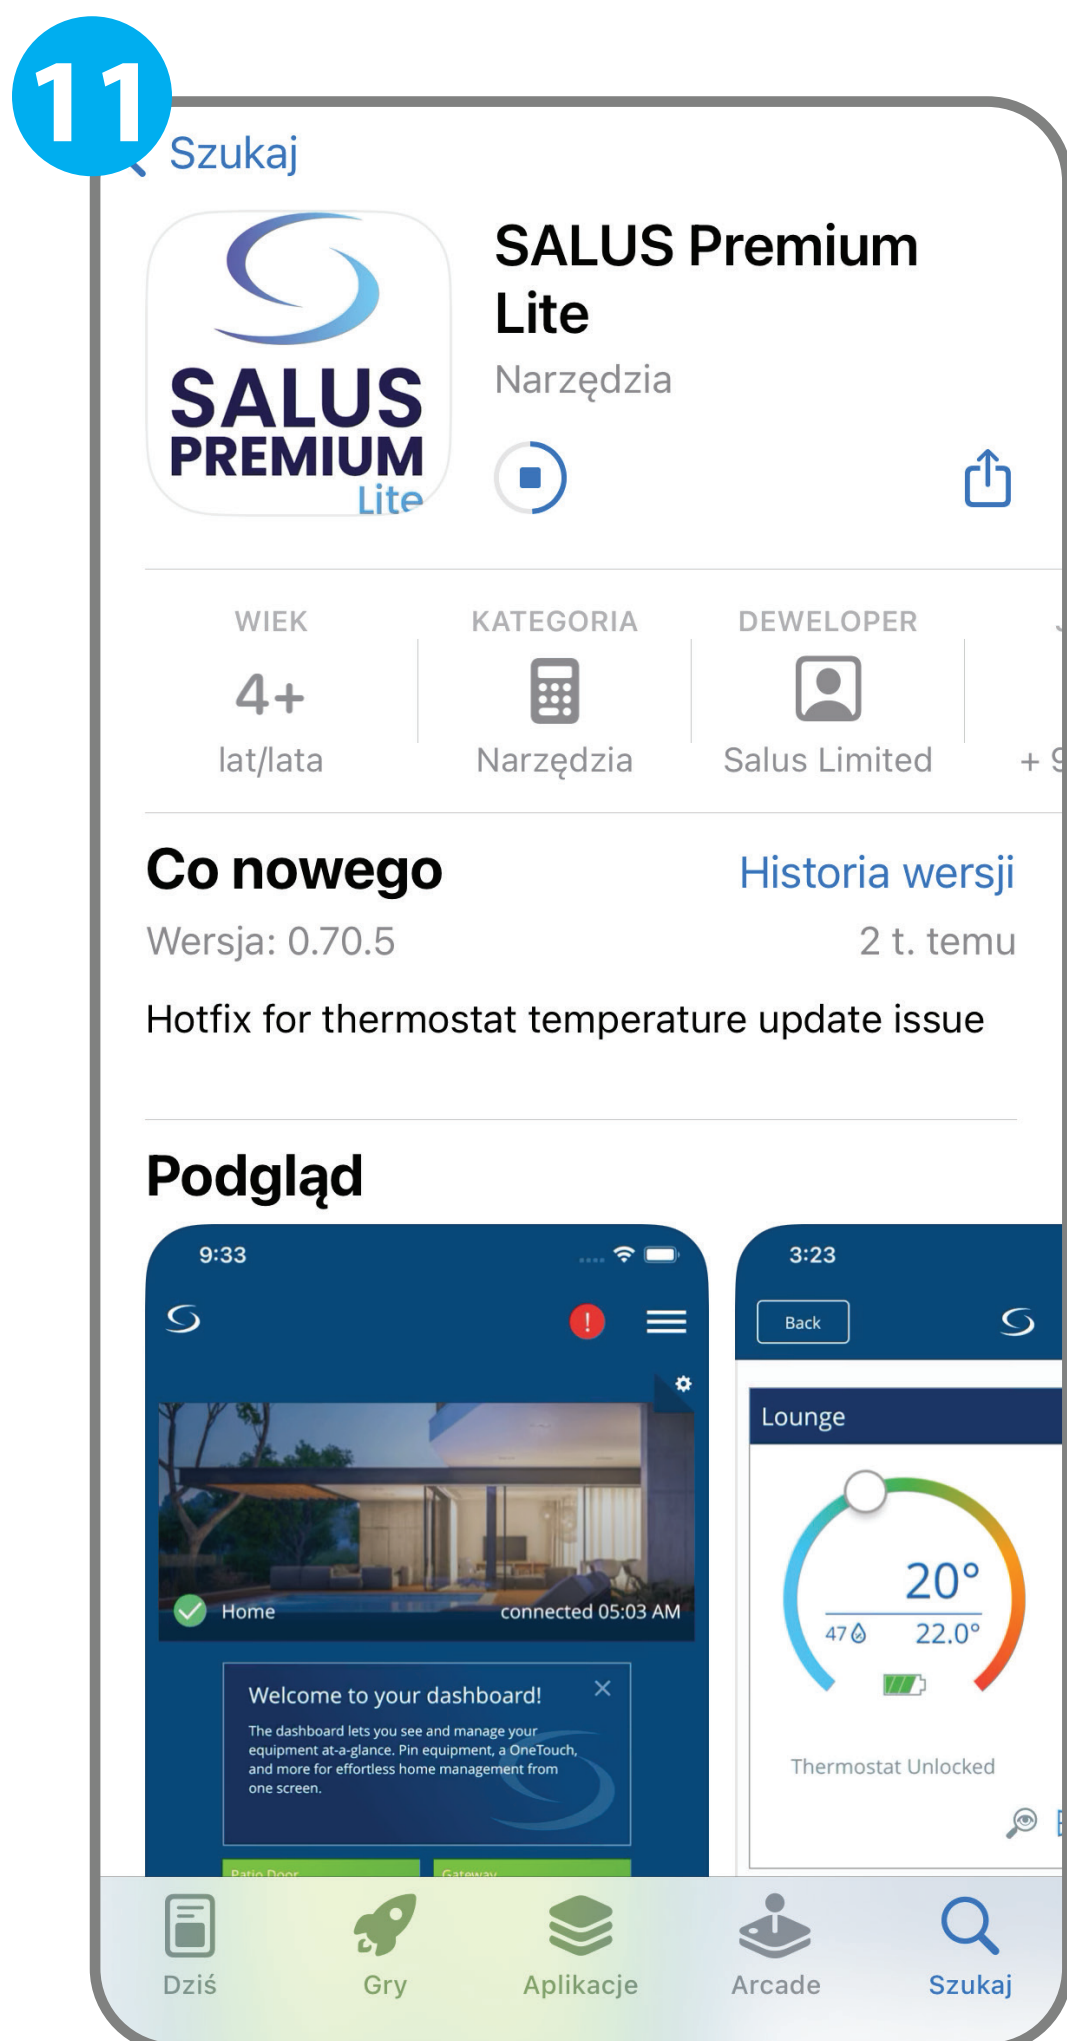 11
Szukaj
SALUS
PREMIUM
Lite
SALUS Premium
Lite
Narzędzia
WIEK
KATEGORIA
DEWELOPER
4+
lat/lata
Narzędzia
Salus Limited
+ 9
Co nowego
Historia wersji
Wersja: 0.70.5
2 t. temu
Hotfix for thermostat temperature update issue
Podgląd
9:33
Home
connected 05:03 AM
Welcome to your dashboard!
The dashboard lets you see and manage your
equipment at-a-glance. Pin equipment, a OneTouch,
and more for effortless home management from
one screen.
Patio Door
Gateway
3:23
Back
Lounge
20°
47
22.0°
Thermostat Unlocked
Dziś
Gry
Aplikacje
Arcade
Szukaj